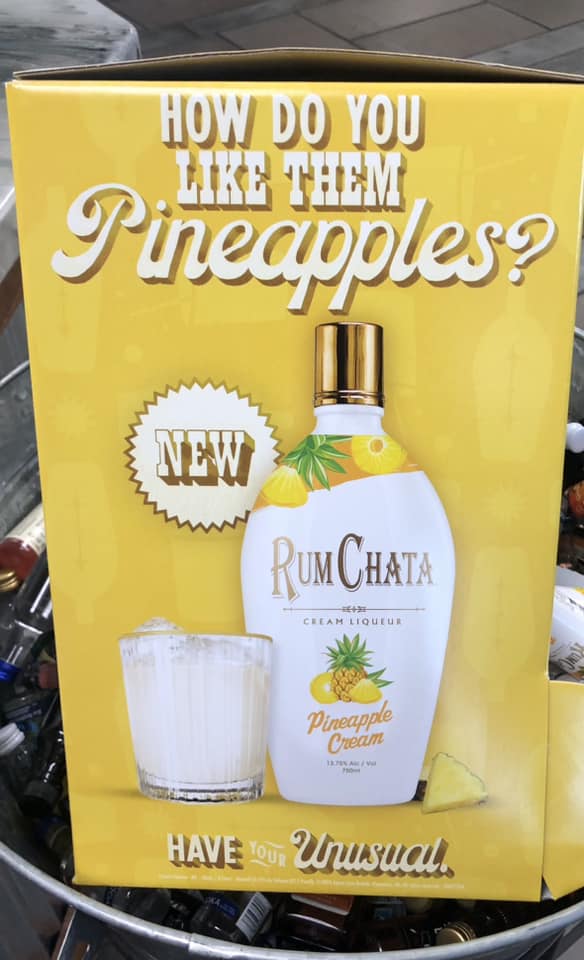 HOW DO YOU
LIKE THEM
Pineapples?
NEW
RUMCHATA
CREAM LIQUEUR
Pineapple
Cream
13.75% Alc / Vol
750ml
HAVE YOUR Unusual.